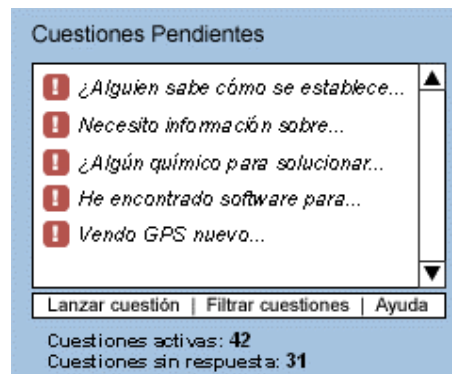 Cuestiones Pendientes
¿Alguien sabe cómo se establece...
Necesito información sobre...
¿Algún químico para solucionar...
He encontrado software para...
Vendo GPS nuevo...
Lanzar cuestión | Filtrar cuestiones | Ayuda
Cuestiones activas: 42
Cuestiones sin respuesta: 31